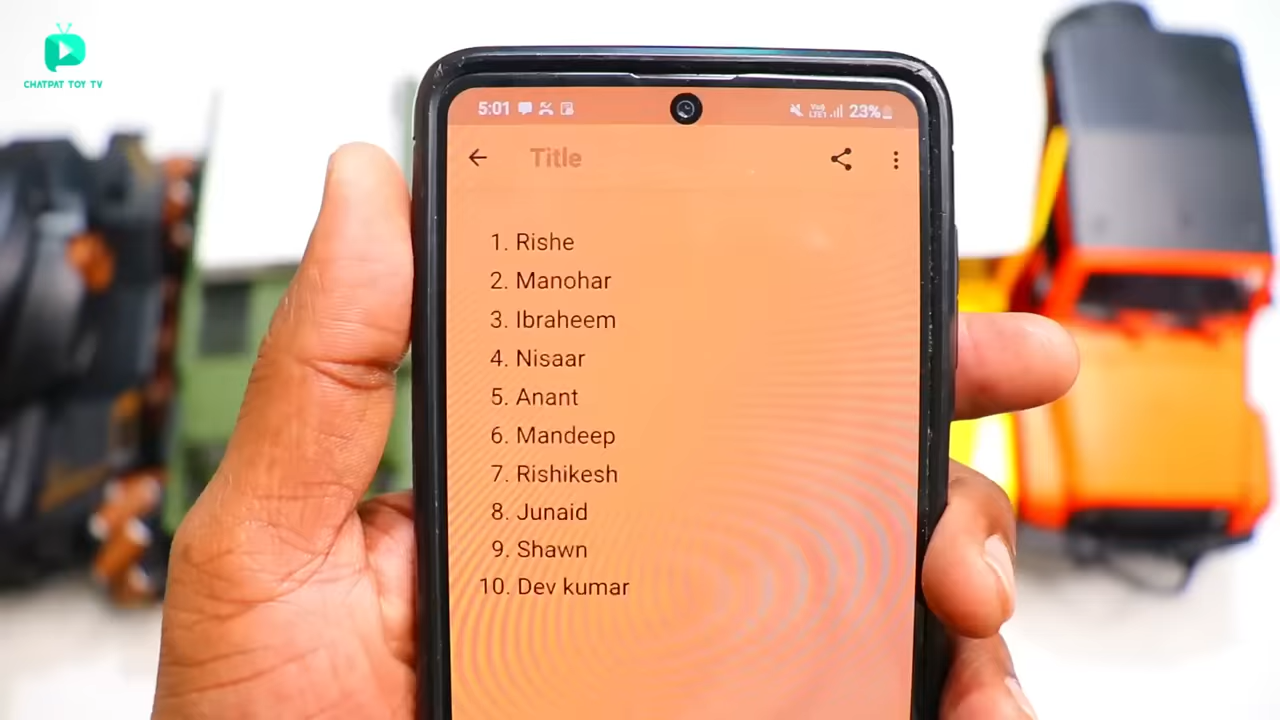 CHATPAT TOY TV
5:01 23%
Title
1. Rishe
2. Manohar
3. Ibraheem
4. Nisaar
5. Anant
6. Mandeep
7. Rishikesh
8. Junaid
9. Shawn
10. Dev kumar